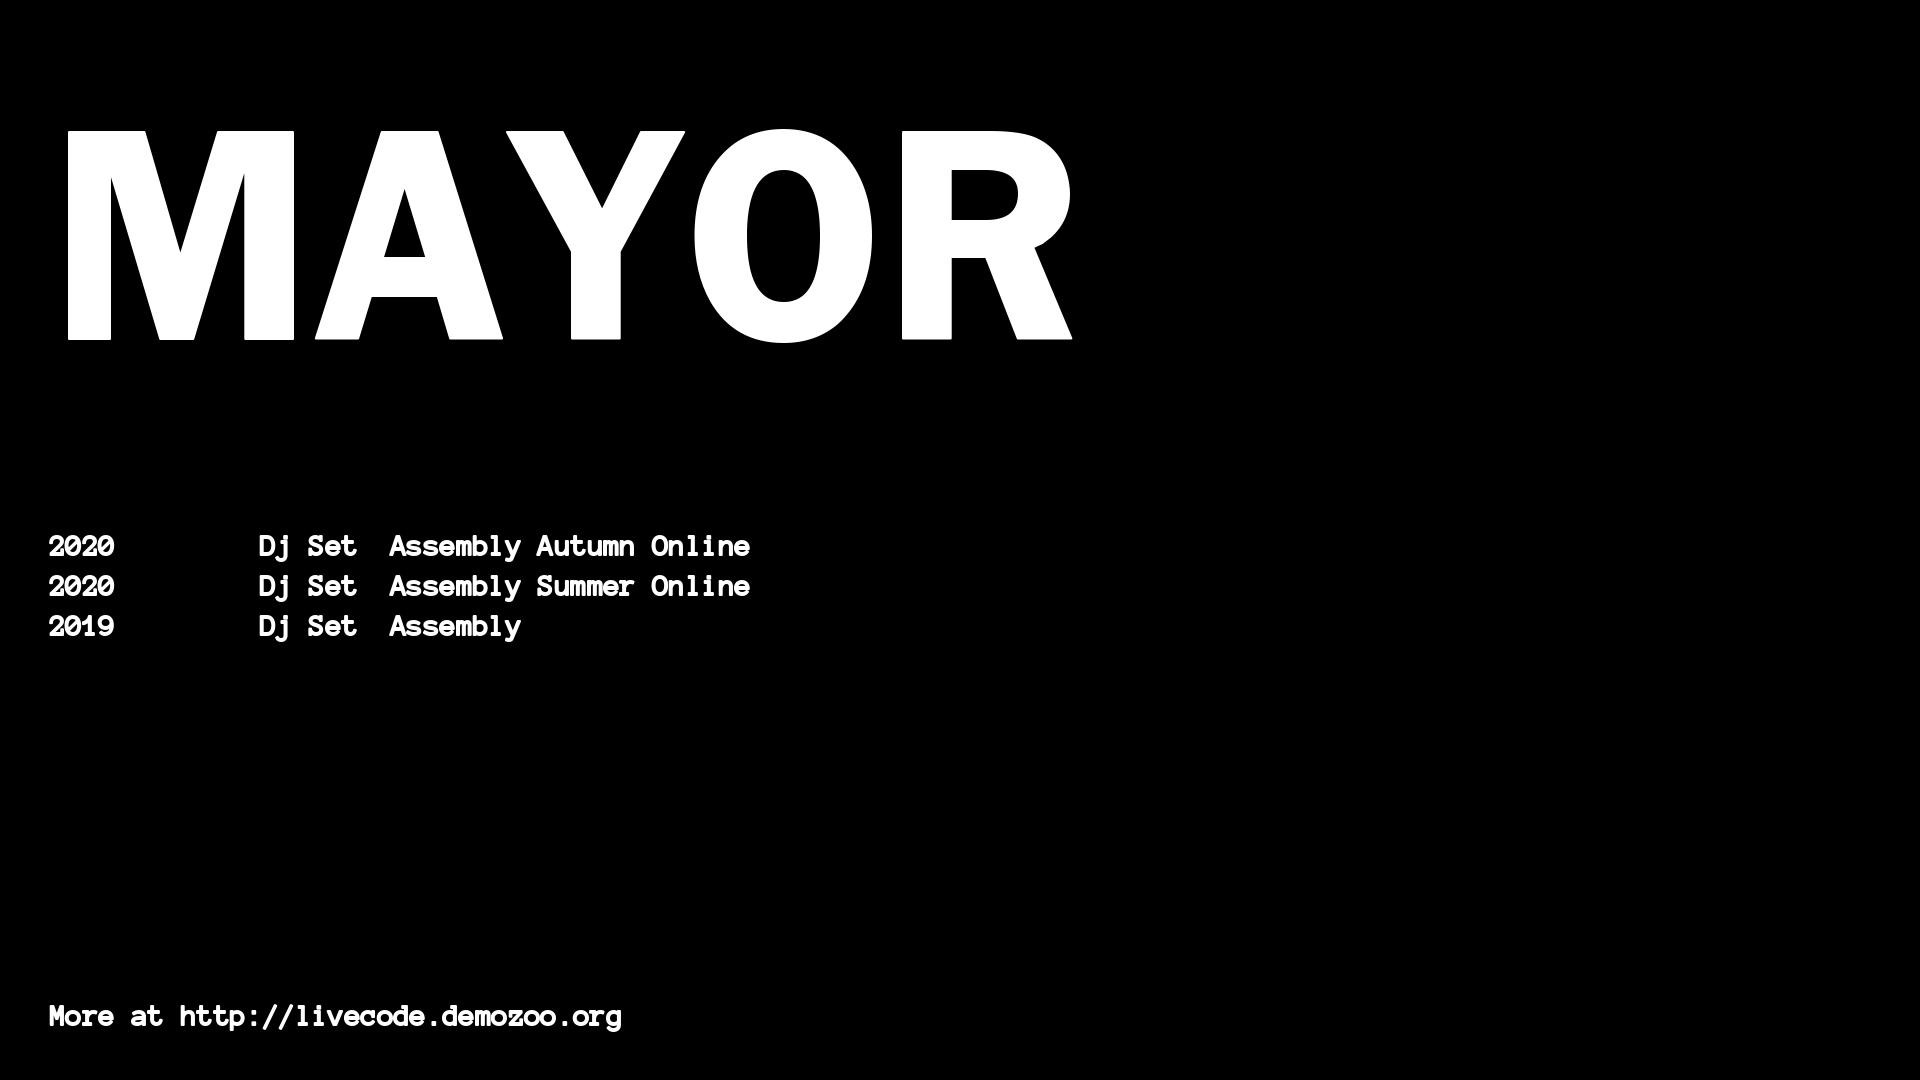 MAYOR
2020 Dj Set Assembly Autumn Online
2020 Dj Set Assembly Summer Online
2019 Dj Set Assembly
More at http://livecode.demozoo.org